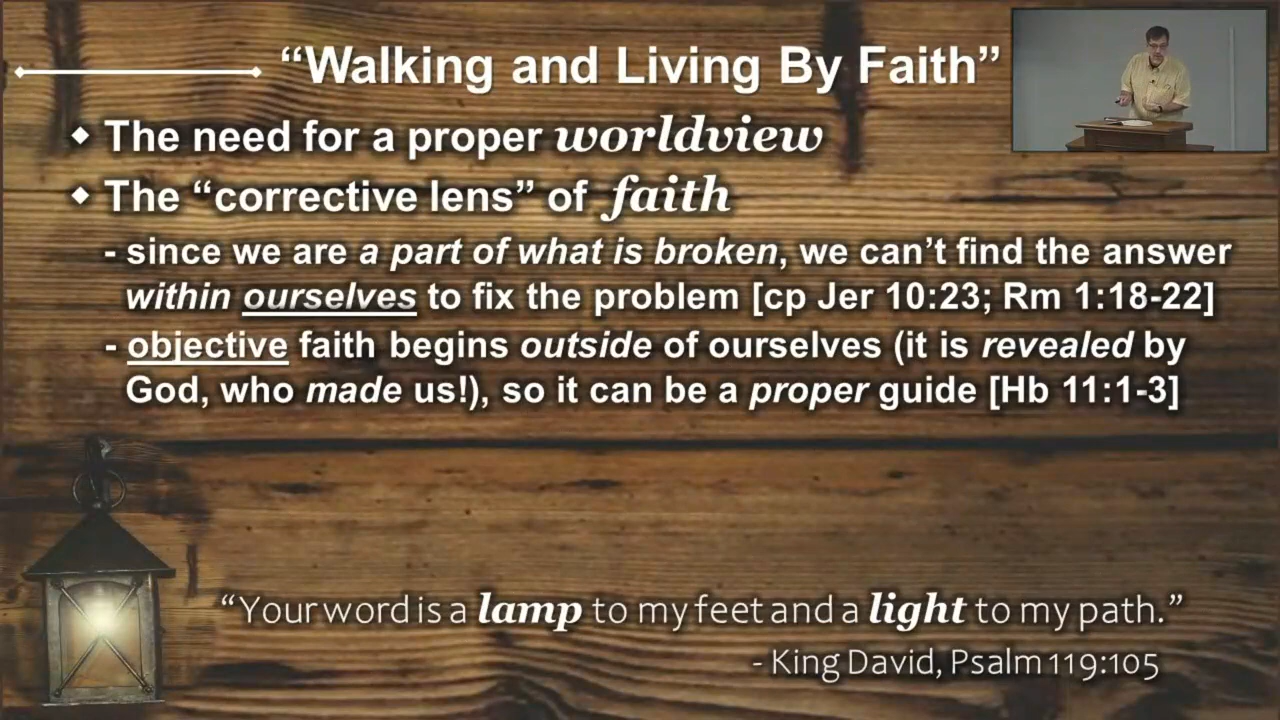 “Walking and Living By Faith”
The need for a proper worldview
The “corrective lens” of faith
- since we are a part of what is broken, we can’t find the answer
within ourselves to fix the problem [cp Jer 10:23; Rm 1:18-22]
- objective faith begins outside of ourselves (it is revealed by
God, who made us!), so it can be a proper guide [Hb 11:1-3]
“Your word is a lamp to my feet and a light to my path.”
- King David, Psalm 119:105